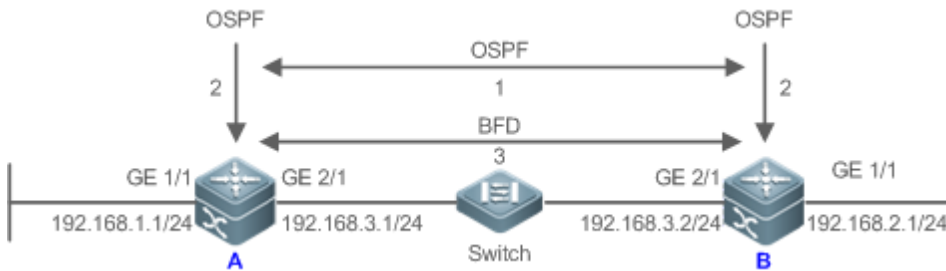 OSPF OSPF
OSPF
2 1 2
BFD
3
GE 1/1 GE 2/1 GE 2/1 GE 1/1
192.168.1.1/24 192.168.3.1/24 192.168.3.2/24 192.168.2.1/24
Switch
A B